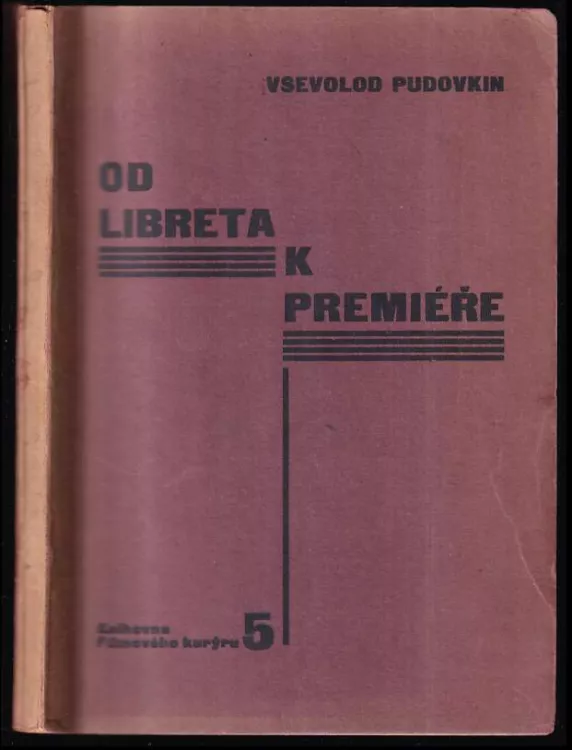 VSEVOLOD PUDOVKIN
OD
LIBRETA
K
PREMIÉŘE
Knihovna
Filmového kurýru 5